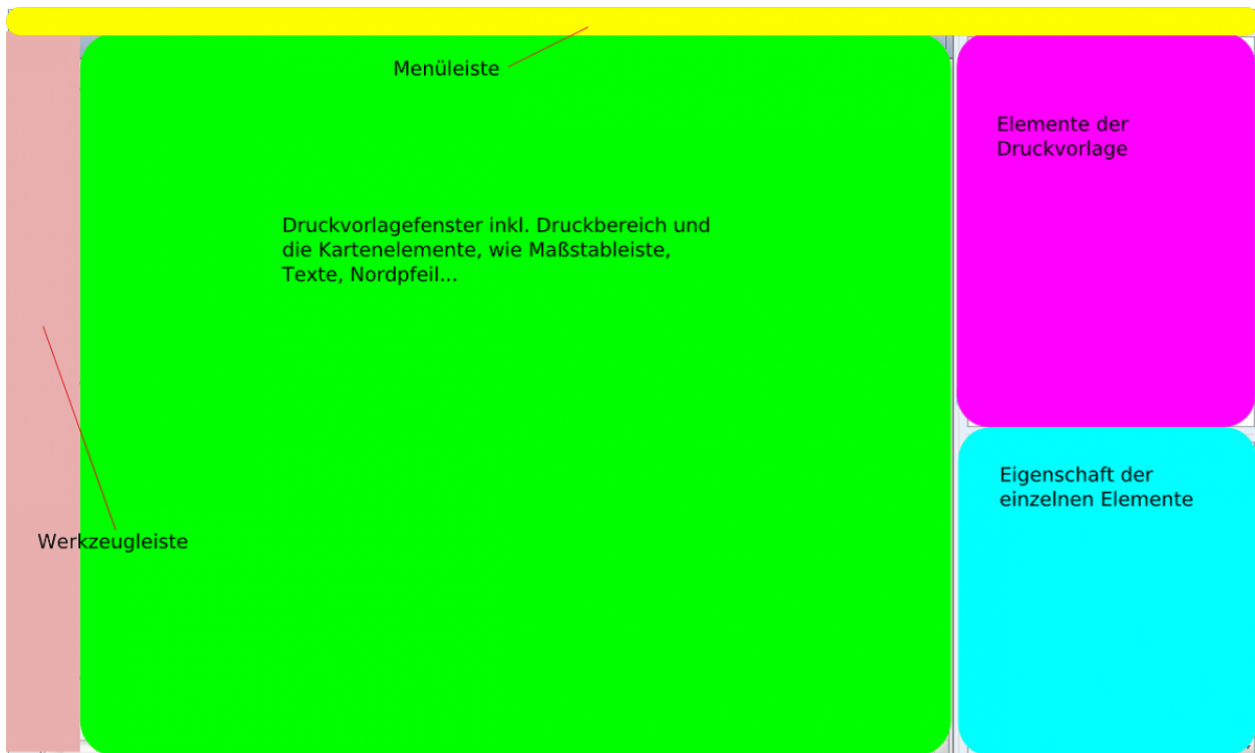 Menüleiste
Elemente der
Druckvorlage
Druckvorlagefenster inkl. Druckbereich und
die Kartenelemente, wie Maßstableiste,
Texte, Nordpfeil...
Eigenschaft der
einzelnen Elemente
Werkzeugleiste